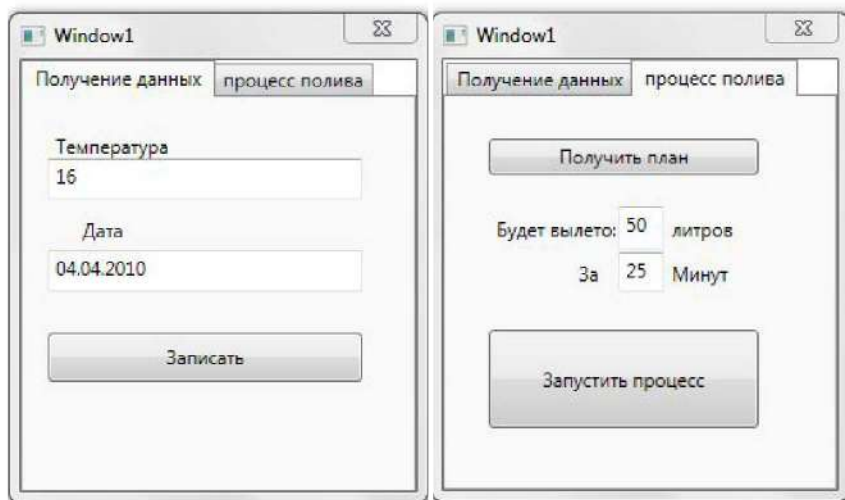 Window1
Получение данных процесс полива
Температура
16
Дата
04.04.2010
Записать
Window1
Получение данных процесс полива
Получить план
Будет вылето: 50 литров
За 25 Минут
Запустить процесс